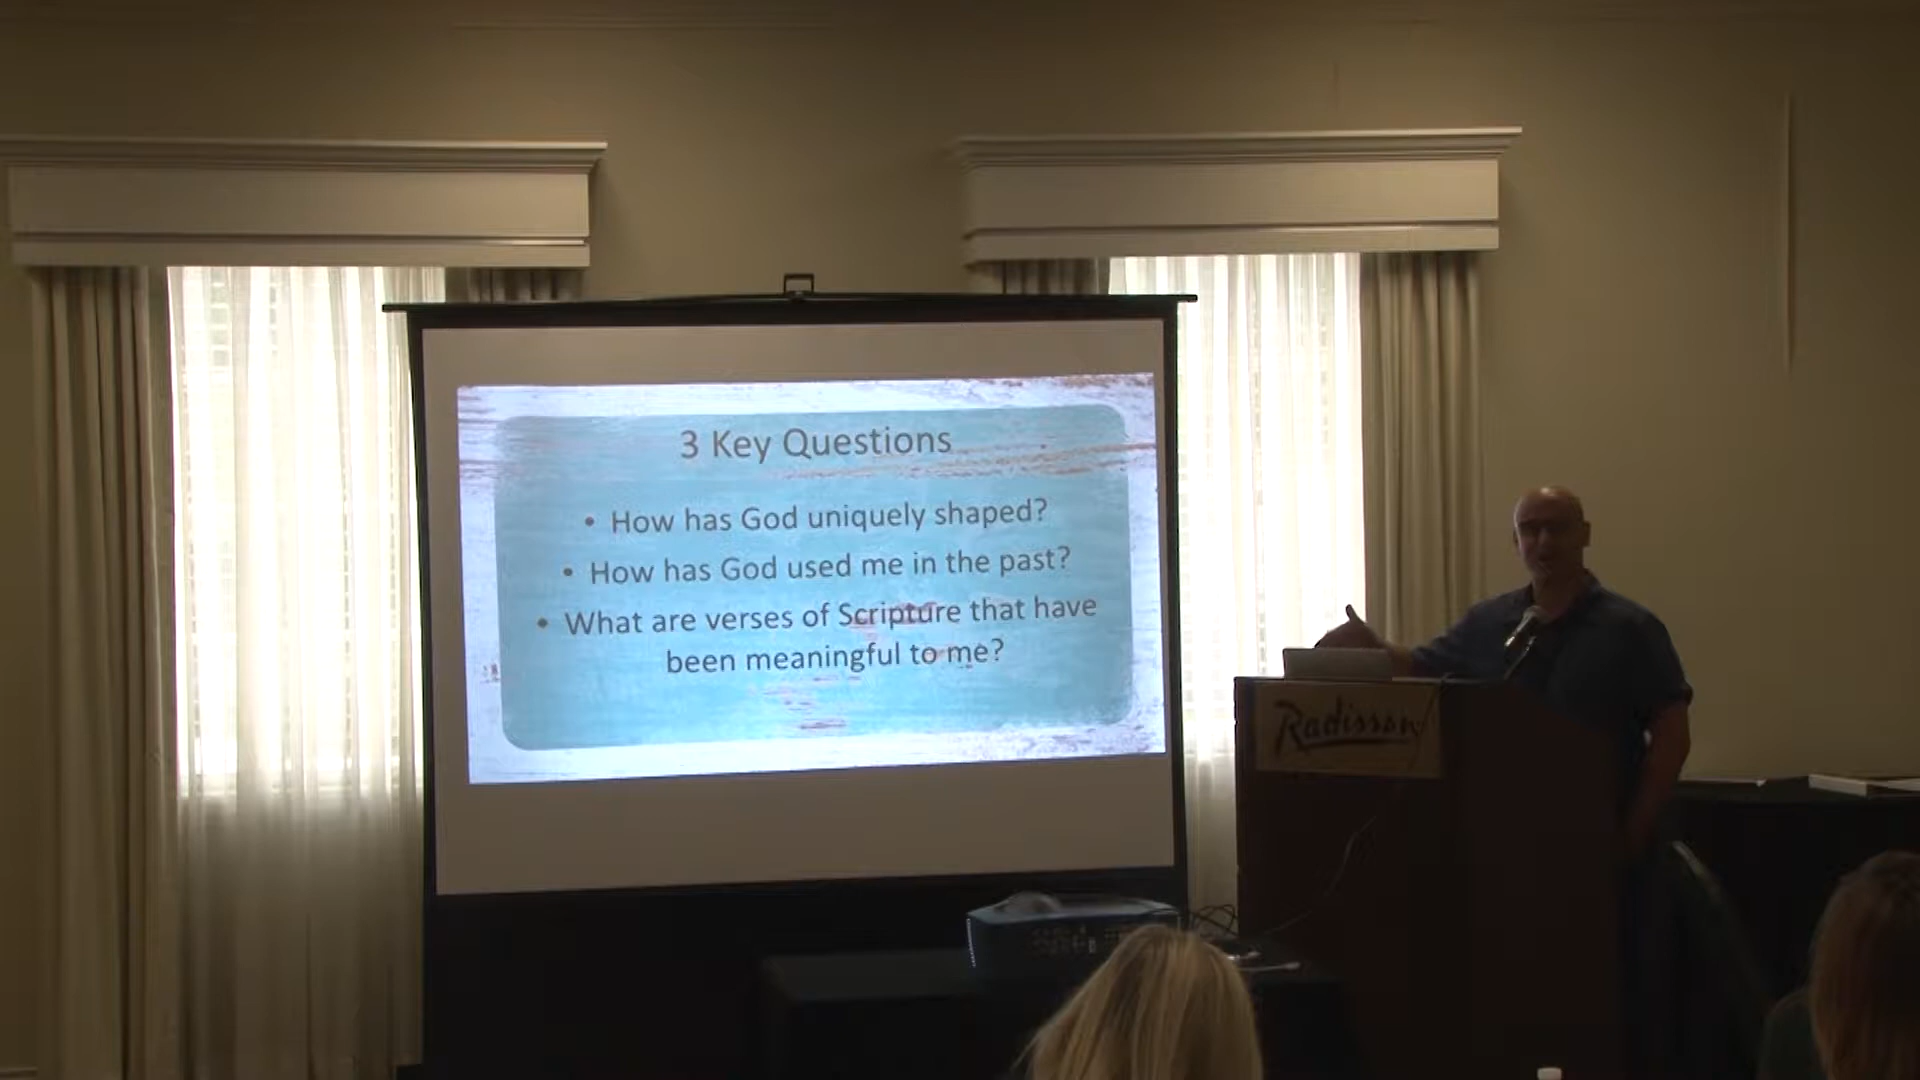 3 Key Questions
• How has God uniquely shaped?
• How has God used me in the past?
• What are verses of Scripture that have
been meaningful to me?
Radisson